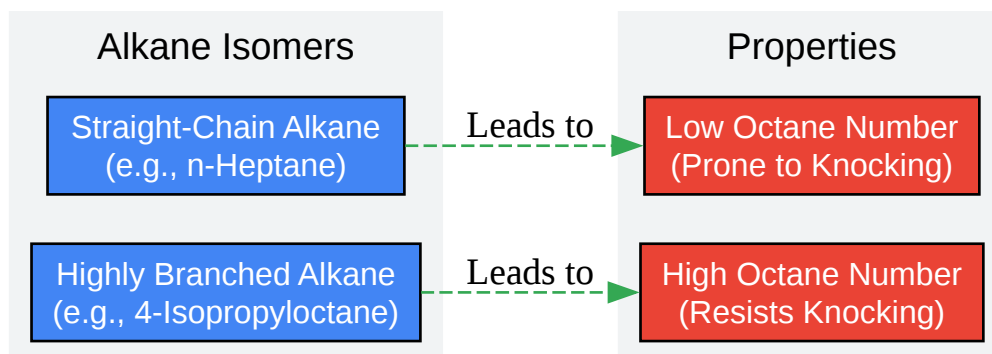 Alkane Isomers
Properties
Straight-Chain Alkane
(e.g., n-Heptane)
Leads to
Low Octane Number
(Prone to Knocking)
Highly Branched Alkane
(e.g., 4-Isopropyloctane)
Leads to
High Octane Number
(Resists Knocking)